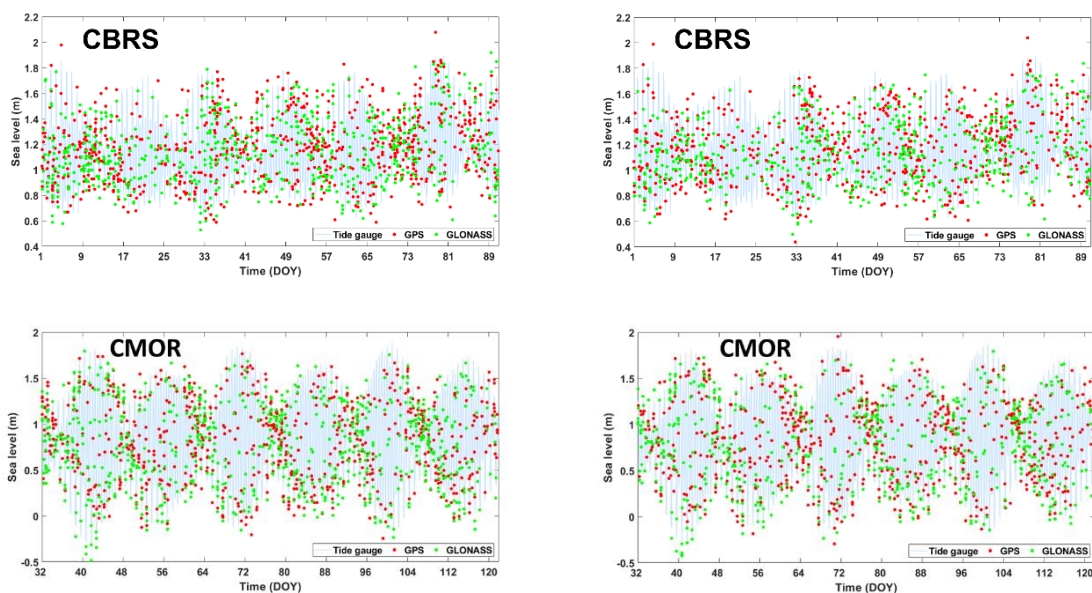 CBRS
2.2
2
1.8
1.6
1.4
1.2
1
0.8
0.6
0.4
Sea level (m)
Tide gauge GPS GLONASS
1 9 17 25 33 41 49 57 65 73 81 89
Time (DOY)
CBRS
2.2
2
1.8
1.6
1.4
1.2
1
0.8
0.6
0.4
Sea level (m)
Tide gauge GPS GLONASS
1 9 17 25 33 41 49 57 65 73 81 89
Time (DOY)
CMOR
2
1.5
1
0.5
0
-0.5
Sea level (m)
Tide gauge GPS GLONASS
32 40 48 56 64 72 80 88 96 104 112 120
Time (DOY)
CMOR
2
1.5
1
0.5
0
-0.5
Sea level (m)
Tide gauge GPS GLONASS
32 40 48 56 64 72 80 88 96 104 112 120
Time (DOY)